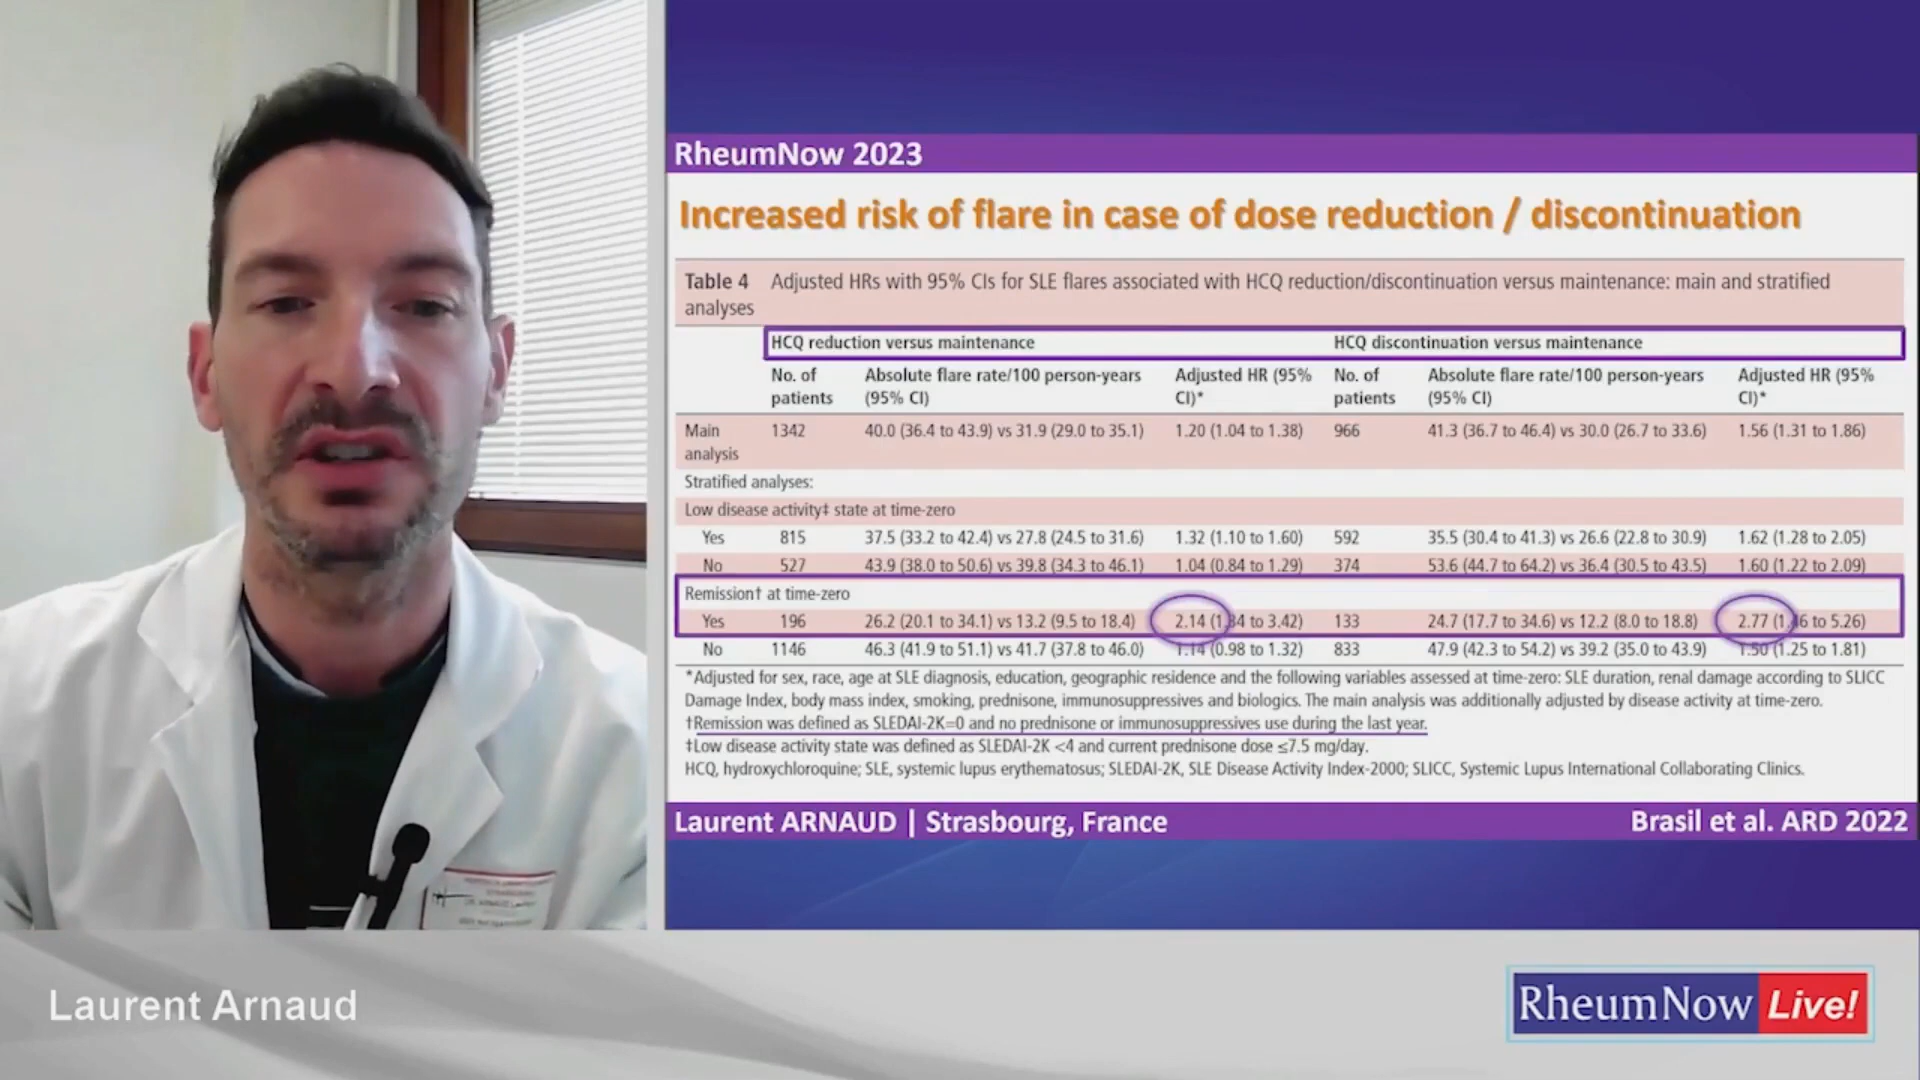 RheumNow 2023
Increased risk of flare in case of dose reduction / discontinuation
Table 4 Adjusted HRs with 95% CIs for SLE flares associated with HCQ reduction/discontinuation versus maintenance: main and stratified
analyses
HCQ reduction versus maintenance HCQ discontinuation versus maintenance
No. of Absolute flare rate/100 person-years Adjusted HR (95% No. of Absolute flare rate/100 person-years Adjusted HR (95%
patients (95% CI) CI)* patients (95% CI) CI)*
Main 1342 40.0 (36.4 to 43.9) vs 31.9 (29.0 to 35.1) 1.20 (1.04 to 1.38) 966 41.3 (36.7 to 46.4) vs 30.0 (26.7 to 33.6) 1.56 (1.31 to 1.86)
analysis
Stratified analyses:
Low disease activity‡ state at time-zero
Yes 815 37.5 (33.2 to 42.4) vs 27.8 (24.5 to 31.6) 1.32 (1.10 to 1.60) 592 35.5 (30.4 to 41.3) vs 26.6 (22.8 to 30.9) 1.62 (1.28 to 2.05)
No 527 43.9 (38.0 to 50.6) vs 39.8 (34.3 to 46.1) 1.04 (0.84 to 1.29) 374 53.6 (44.7 to 64.2) vs 36.4 (30.5 to 43.5) 1.60 (1.22 to 2.09)
Remission† at time-zero
Yes 196 26.2 (20.1 to 34.1) vs 13.2 (9.5 to 18.4) 2.14 (1.34 to 3.42) 133 24.7 (17.7 to 34.6) vs 12.2 (8.0 to 18.8) 2.77 (1.46 to 5.26)
No 1146 46.3 (41.9 to 51.1) vs 41.7 (37.8 to 46.0) 1.14 (0.98 to 1.32) 833 47.9 (42.3 to 54.2) vs 39.2 (35.0 to 43.9) 1.50 (1.25 to 1.81)
*Adjusted for sex, race, age at SLE diagnosis, education, geographic residence and the following variables assessed at time-zero: SLE duration, renal damage according to SLICC
Damage Index, body mass index, smoking, prednisone, immunosuppressives and biologics. The main analysis was additionally adjusted by disease activity at time-zero.
†Remission was defined as SLEDAI-2K=0 and no prednisone or immunosuppressives use during the last year.
‡Low disease activity state was defined as SLEDAI-2K <4 and current prednisone dose ≤7.5 mg/day.
HCQ, hydroxychloroquine; SLE, systemic lupus erythematosus; SLEDAI-2K, SLE Disease Activity Index-2000; SLICC, Systemic Lupus International Collaborating Clinics.
Laurent ARNAUD | Strasbourg, France Brasil et al. ARD 2022
Laurent Arnaud
RheumNow Live!